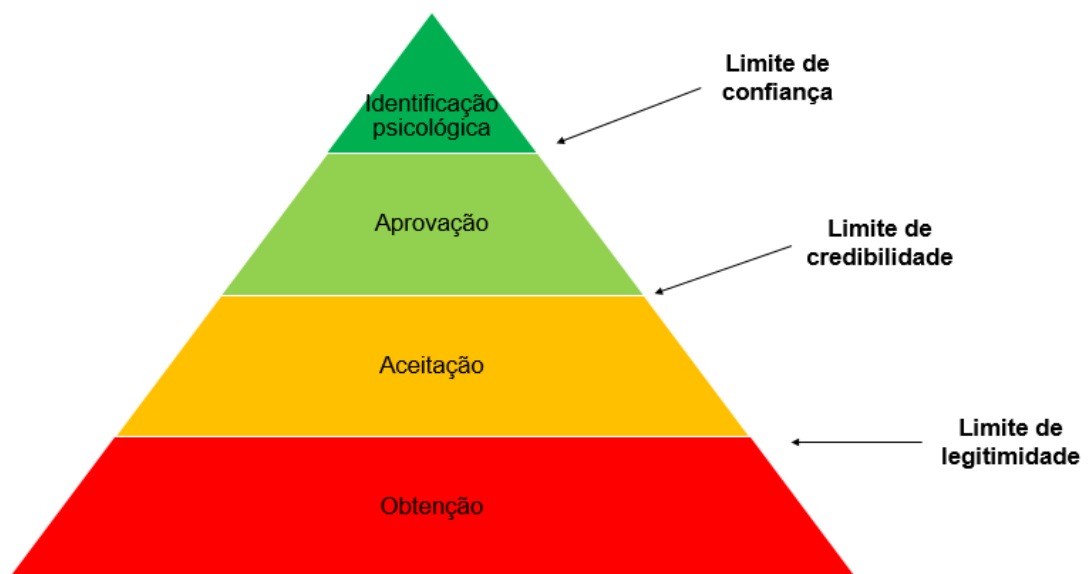 Limite de
confiança
Identificação
psicológica
Aprovação
Limite de
credibilidade
Aceitação
Limite de
legitimidade
Obtenção